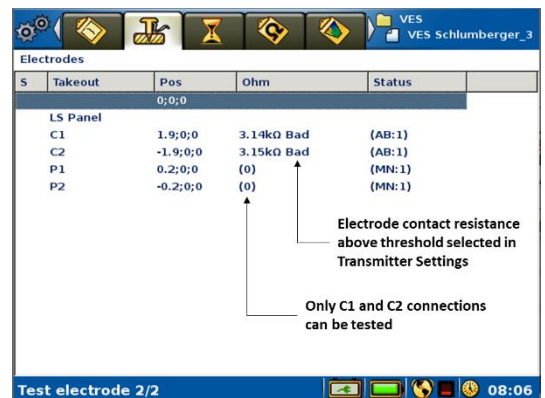 VES
VES Schlumberger_3
Electrodes
S Takeout Pos Ohm Status
0;0;0
LS Panel
C1 1.9;0;0 3.14kΩ Bad (AB:1)
C2 -1.9;0;0 3.15kΩ Bad (AB:1)
P1 0.2;0;0 (0) (MN:1)
P2 -0.2;0;0 (0) (MN:1)
Electrode contact resistance
above threshold selected in
Transmitter Settings
Only C1 and C2 connections
can be tested
Test electrode 2/2 08:06